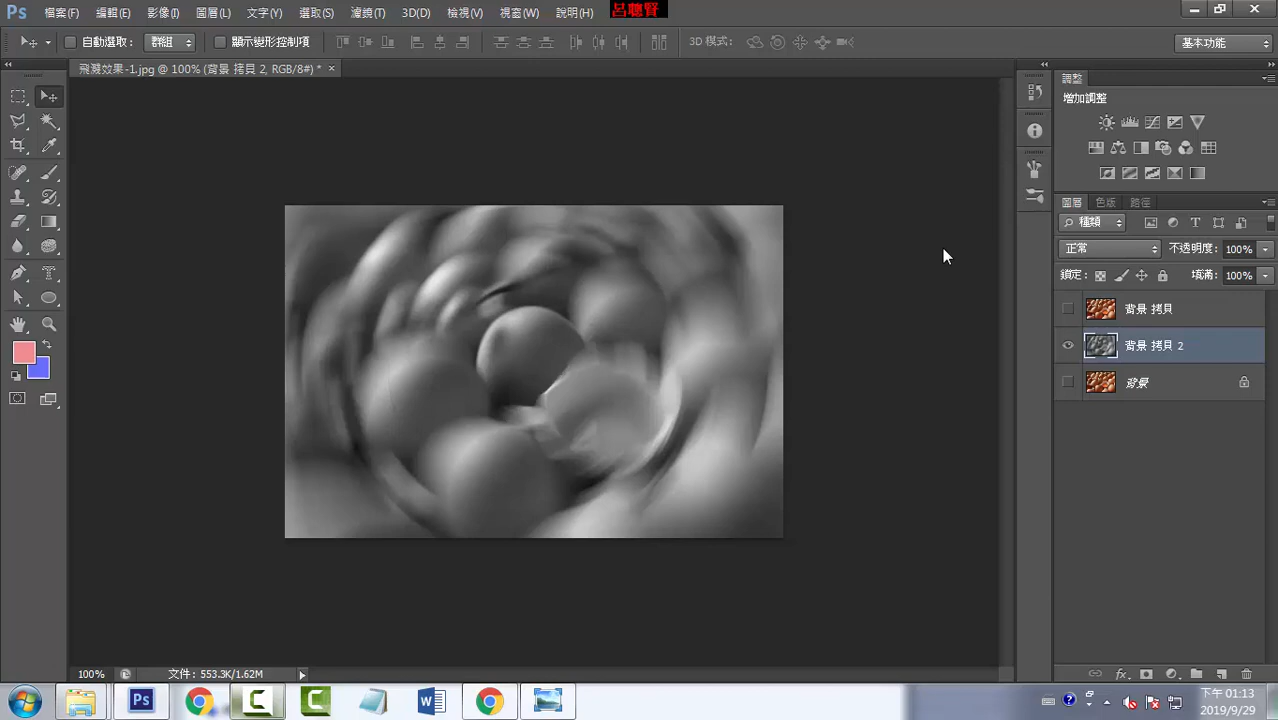 Ps 檔案(F) 編輯(E) 影像(I) 圖層(L) 文字(Y) 選取(S) 濾鏡(T) 3D(D) 檢視(V) 視窗(W) 說明(H) 呂聰賢
自動選取： 群組 顯示變形控制項 3D 模式： 基本功能
飛濺效果-1.jpg @ 100% (背景 拷貝 2, RGB/8#) * ×
調整
增加調整
圖層 色版 路徑
種類
正常 不透明度： 100%
鎖定： 填滿： 100%
背景 拷貝
背景 拷貝 2
背景
100% 文件：553.3K/1.62M
下午 01:13
2019/9/29